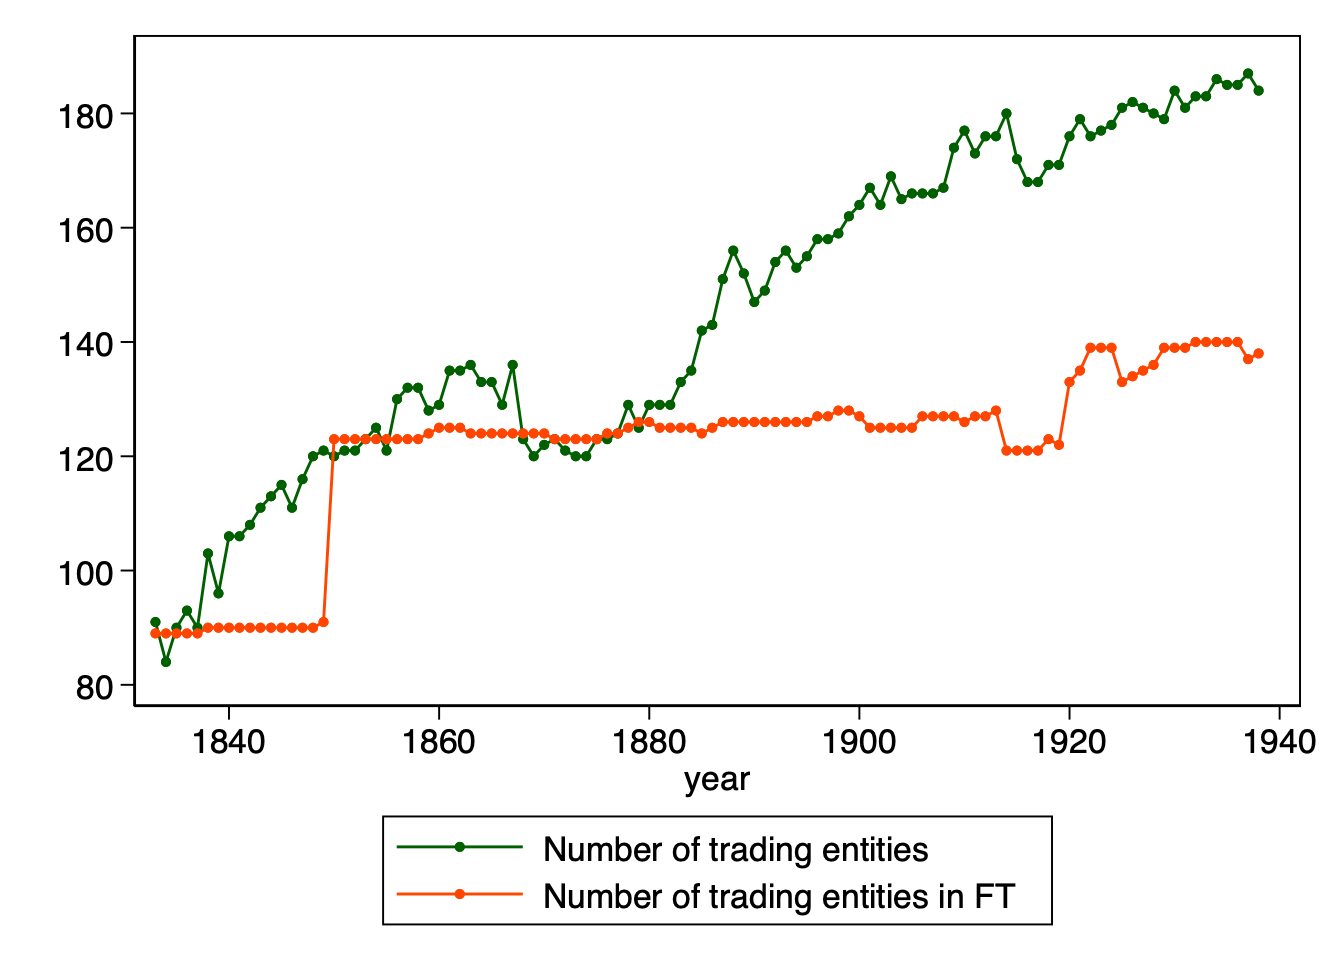 180
160
140
120
100
80
1840 1860 1880 1900 1920 1940
year
Number of trading entities
Number of trading entities in FT